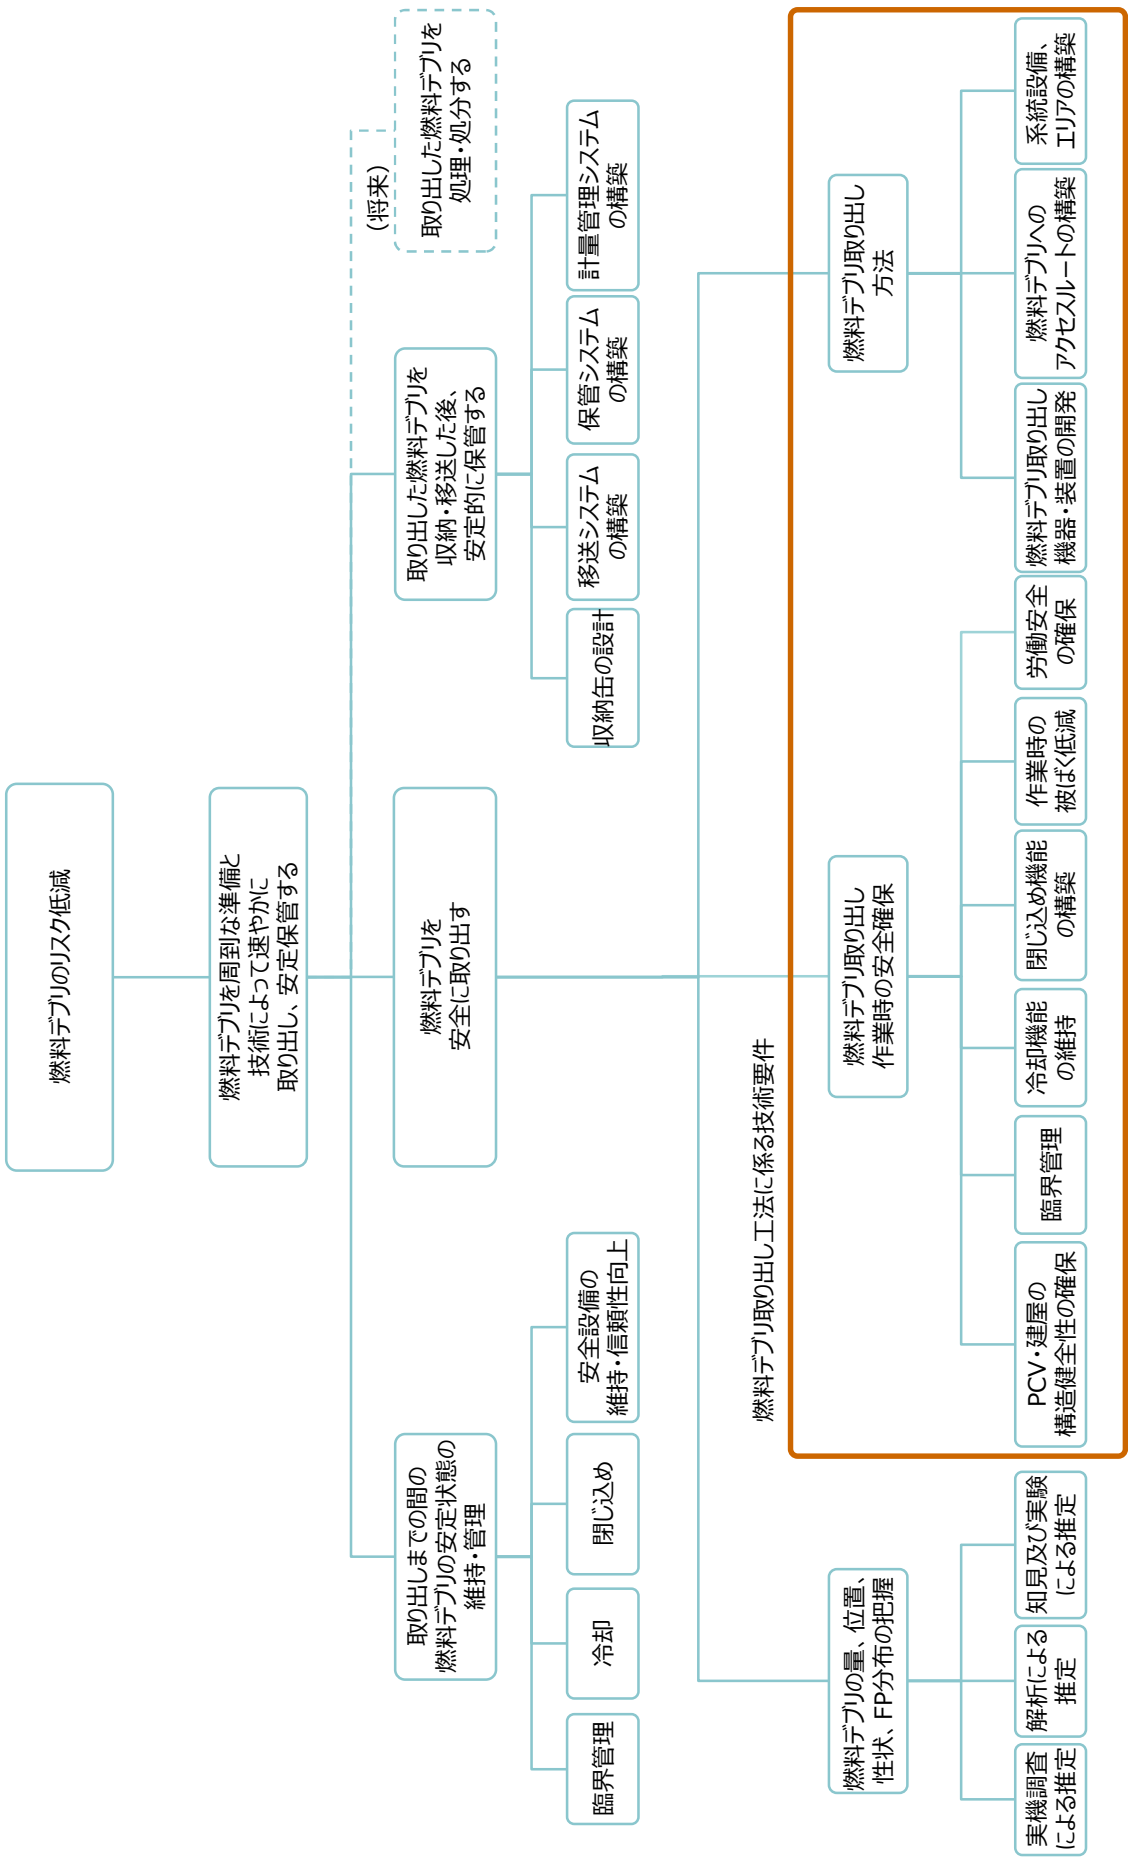 燃料デブリのリスク低減
燃料デブリを周到な準備と
技術によって速やかに
取り出し、安定保管する
取り出しまでの間の
燃料デブリの安定状態の
維持・管理
燃料デブリを
安全に取り出す
取り出した燃料デブリを
収納・移送した後、
安定的に保管する
(将来)
取り出した燃料デブリを
処理・処分する
臨界管理
冷却
閉じ込め
安全設備の
維持・信頼性向上
収納缶の設計
移送システム
の構築
保管システム
の構築
計量管理システム
の構築
燃料デブリ取り出し工法に係る技術要件
燃料デブリの量、位置、
性状、FP分布の把握
燃料デブリ取り出し
作業時の安全確保
燃料デブリ取り出し
方法
実機調査
による推定
解析による
推定
知見及び実験
による推定
PCV・建屋の
構造健全性の確保
臨界管理
冷却機能
の維持
閉じ込め機能
の構築
作業時の
被ばく低減
労働安全
の確保
燃料デブリ取り出し
機器・装置の開発
燃料デブリへの
アクセスルートの構築
系統設備、
エリアの構築